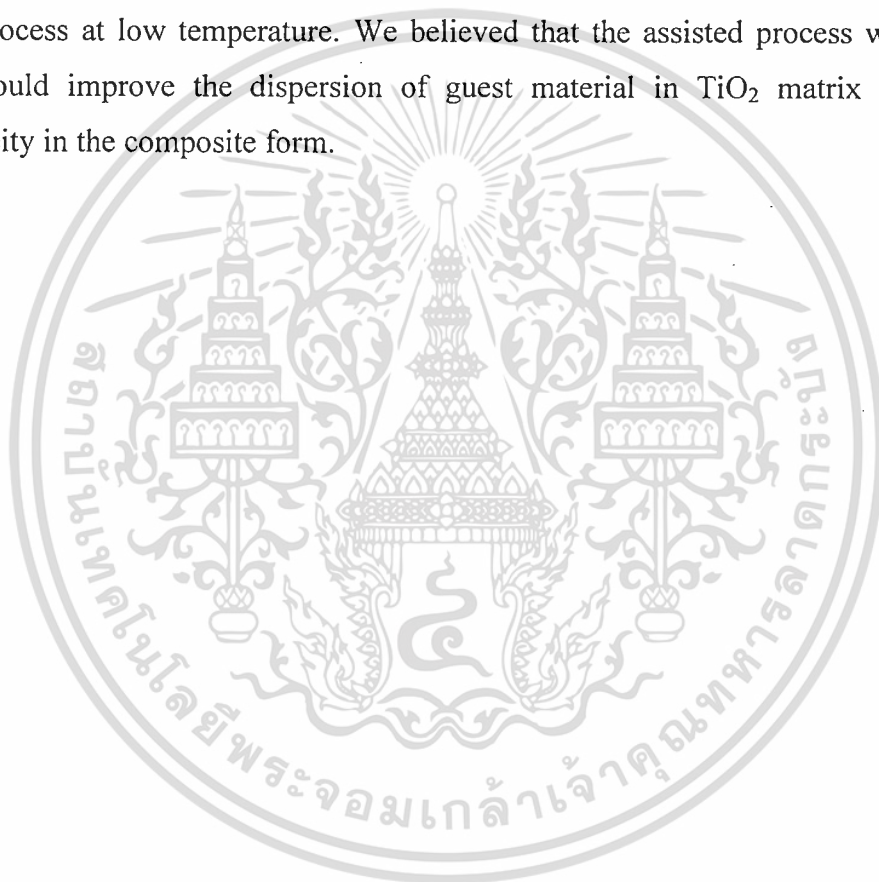 ocess at low temperature. We believed that the assisted process w
ould improve the dispersion of guest material in TiO₂ matrix
ity in the composite form.
สถาบันเทคโนโลยีพระจอมเกล้าเจ้าคุณทหารลาดกระบัง